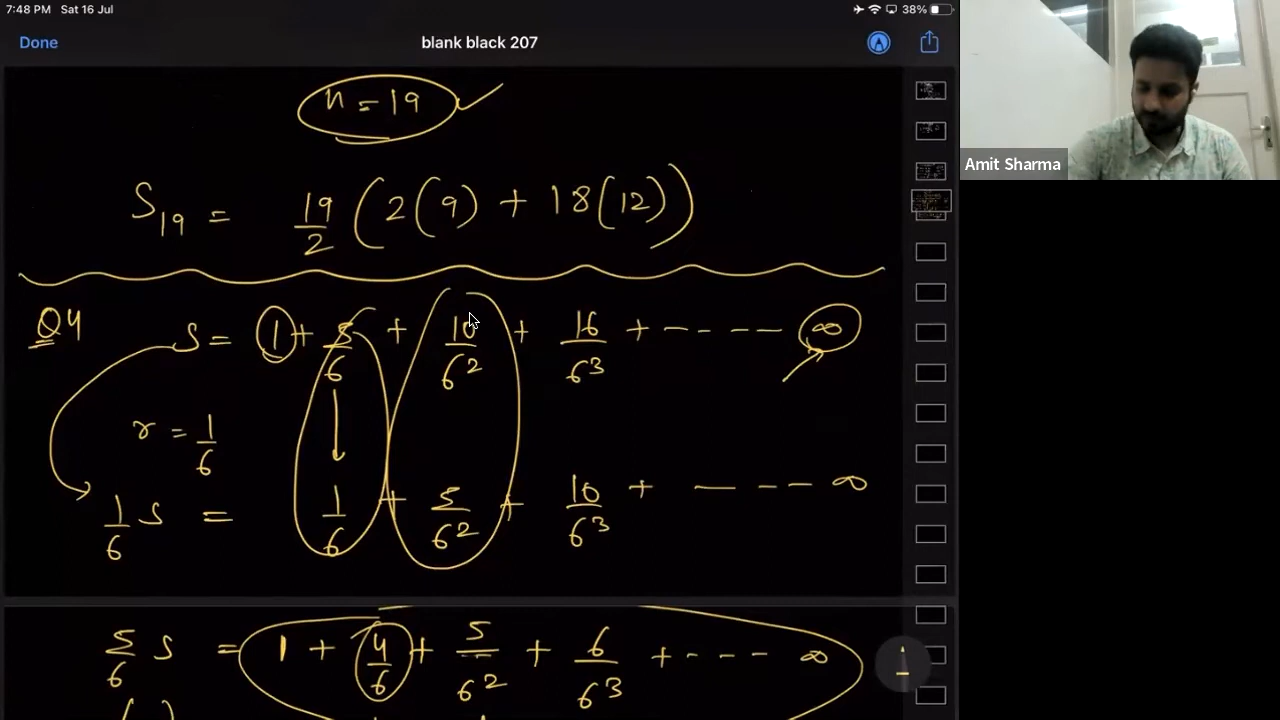 7:48 PM Sat 16 Jul 38%
Done blank black 207
n = 19
Amit Sharma
S₁₉ = 19/2 (2(9) + 18(12))
Q4 S = 1 + 5/6 + 10/6² + 16/6³ + ---- ∞
r = 1/6
1/6 S = 1/6 + 5/6² + 10/6³ + --- ∞
5/6 S = 1 + 4/6 + 5/6² + 6/6³ + ---- ∞